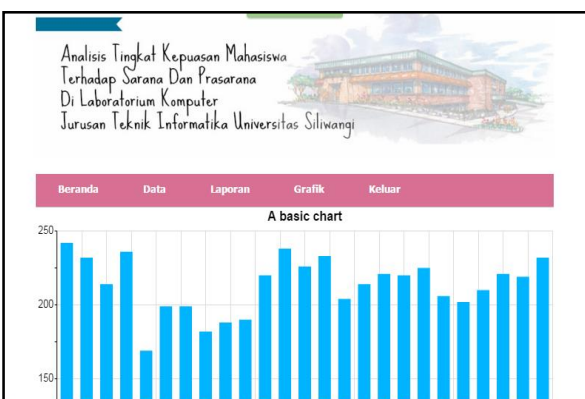 Analisis Tingkat Kepuasan Mahasiswa
Terhadap Sarana Dan Prasarana
Di Laboratorium Komputer
Jurusan Teknik Informatika Universitas Siliwangi
Beranda Data Laporan Grafik Keluar
A basic chart
250
200
150